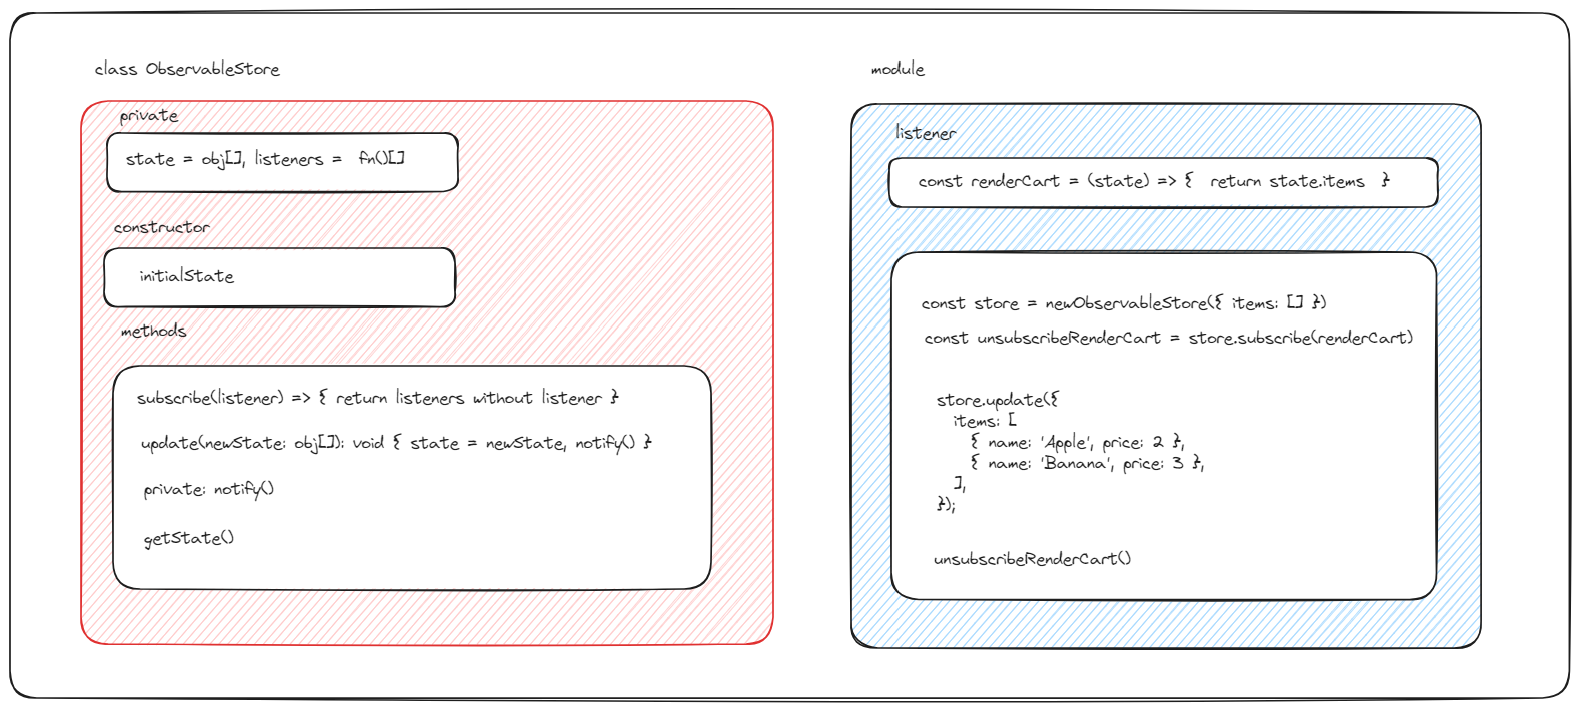 class ObservableStore
private
state = obj[], listeners = fn()[]
constructor
initialState
methods
subscribe(listener) => { return listeners without listener }
update(newState: obj[]): void { state = newState, notify() }
private: notify()
getState()
module
listener
const renderCart = (state) => { return state.items }
const store = newObservableStore({ items: [] })
const unsubscribeRenderCart = store.subscribe(renderCart)
store.update({
items: [
{ name: 'Apple', price: 2 },
{ name: 'Banana', price: 3 },
],
});
unsubscribeRenderCart()